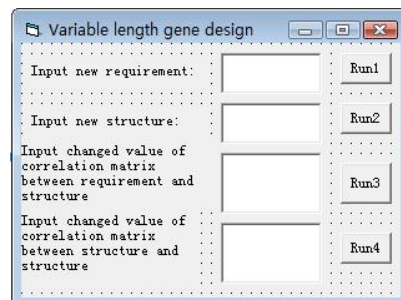 Variable length gene design
Input new requirement:
Run1
Input new structure:
Run2
Input changed value of
correlation matrix
between requirement and
structure
Run3
Input changed value of
correlation matrix
between structure and
structure
Run4